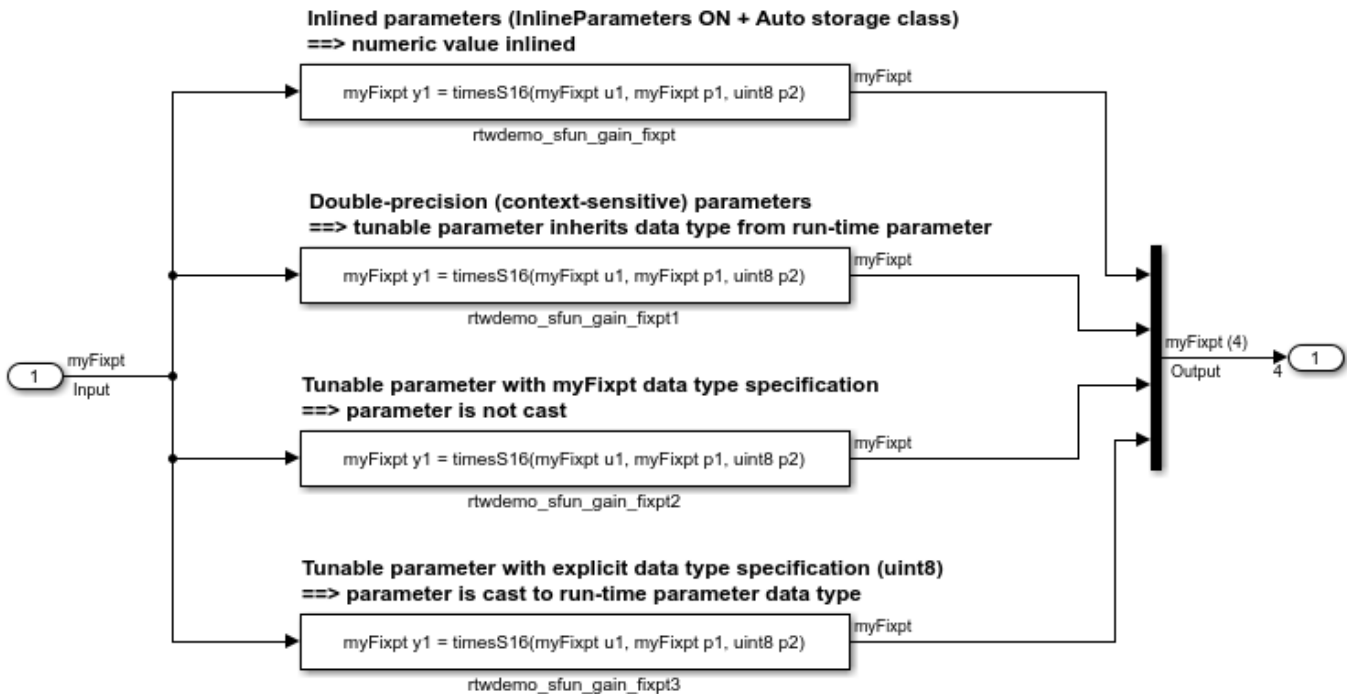 Inlined parameters (InlineParameters ON + Auto storage class)
==> numeric value inlined
myFixpt y1 = timesS16(myFixpt u1, myFixpt p1, uint8 p2)
myFixpt
rtwdemo_sfun_gain_fixpt
Double-precision (context-sensitive) parameters
==> tunable parameter inherits data type from run-time parameter
myFixpt y1 = timesS16(myFixpt u1, myFixpt p1, uint8 p2)
myFixpt
rtwdemo_sfun_gain_fixpt1
1
myFixpt
Input
Tunable parameter with myFixpt data type specification
==> parameter is not cast
myFixpt y1 = timesS16(myFixpt u1, myFixpt p1, uint8 p2)
myFixpt
rtwdemo_sfun_gain_fixpt2
Tunable parameter with explicit data type specification (uint8)
==> parameter is cast to run-time parameter data type
myFixpt y1 = timesS16(myFixpt u1, myFixpt p1, uint8 p2)
myFixpt
rtwdemo_sfun_gain_fixpt3
myFixpt (4)
Output
4
1